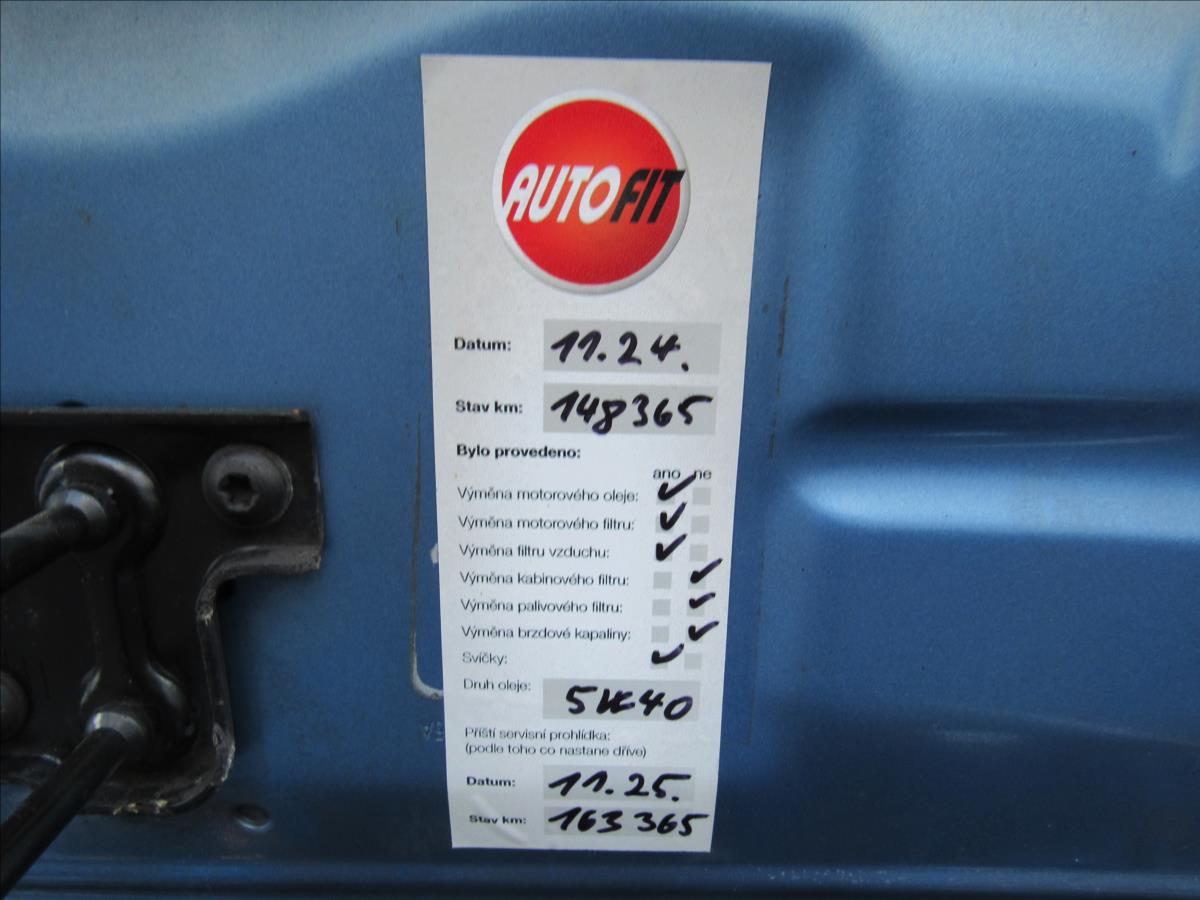 AUTOFIT
Datum: 11.24.
Stav km: 148365
Bylo provedeno:
ano ne
Výměna motorového oleje: ✓
Výměna motorového filtru: ✓
Výměna filtru vzduchu: ✓
Výměna kabinového filtru: ✓
Výměna palivového filtru: ✓
Výměna brzdové kapaliny: ✓
Svíčky: ✓
Druh oleje: 5W40
Příští servisní prohlídka:
(podle toho co nastane dříve)
Datum: 11.25.
Stav km: 163365